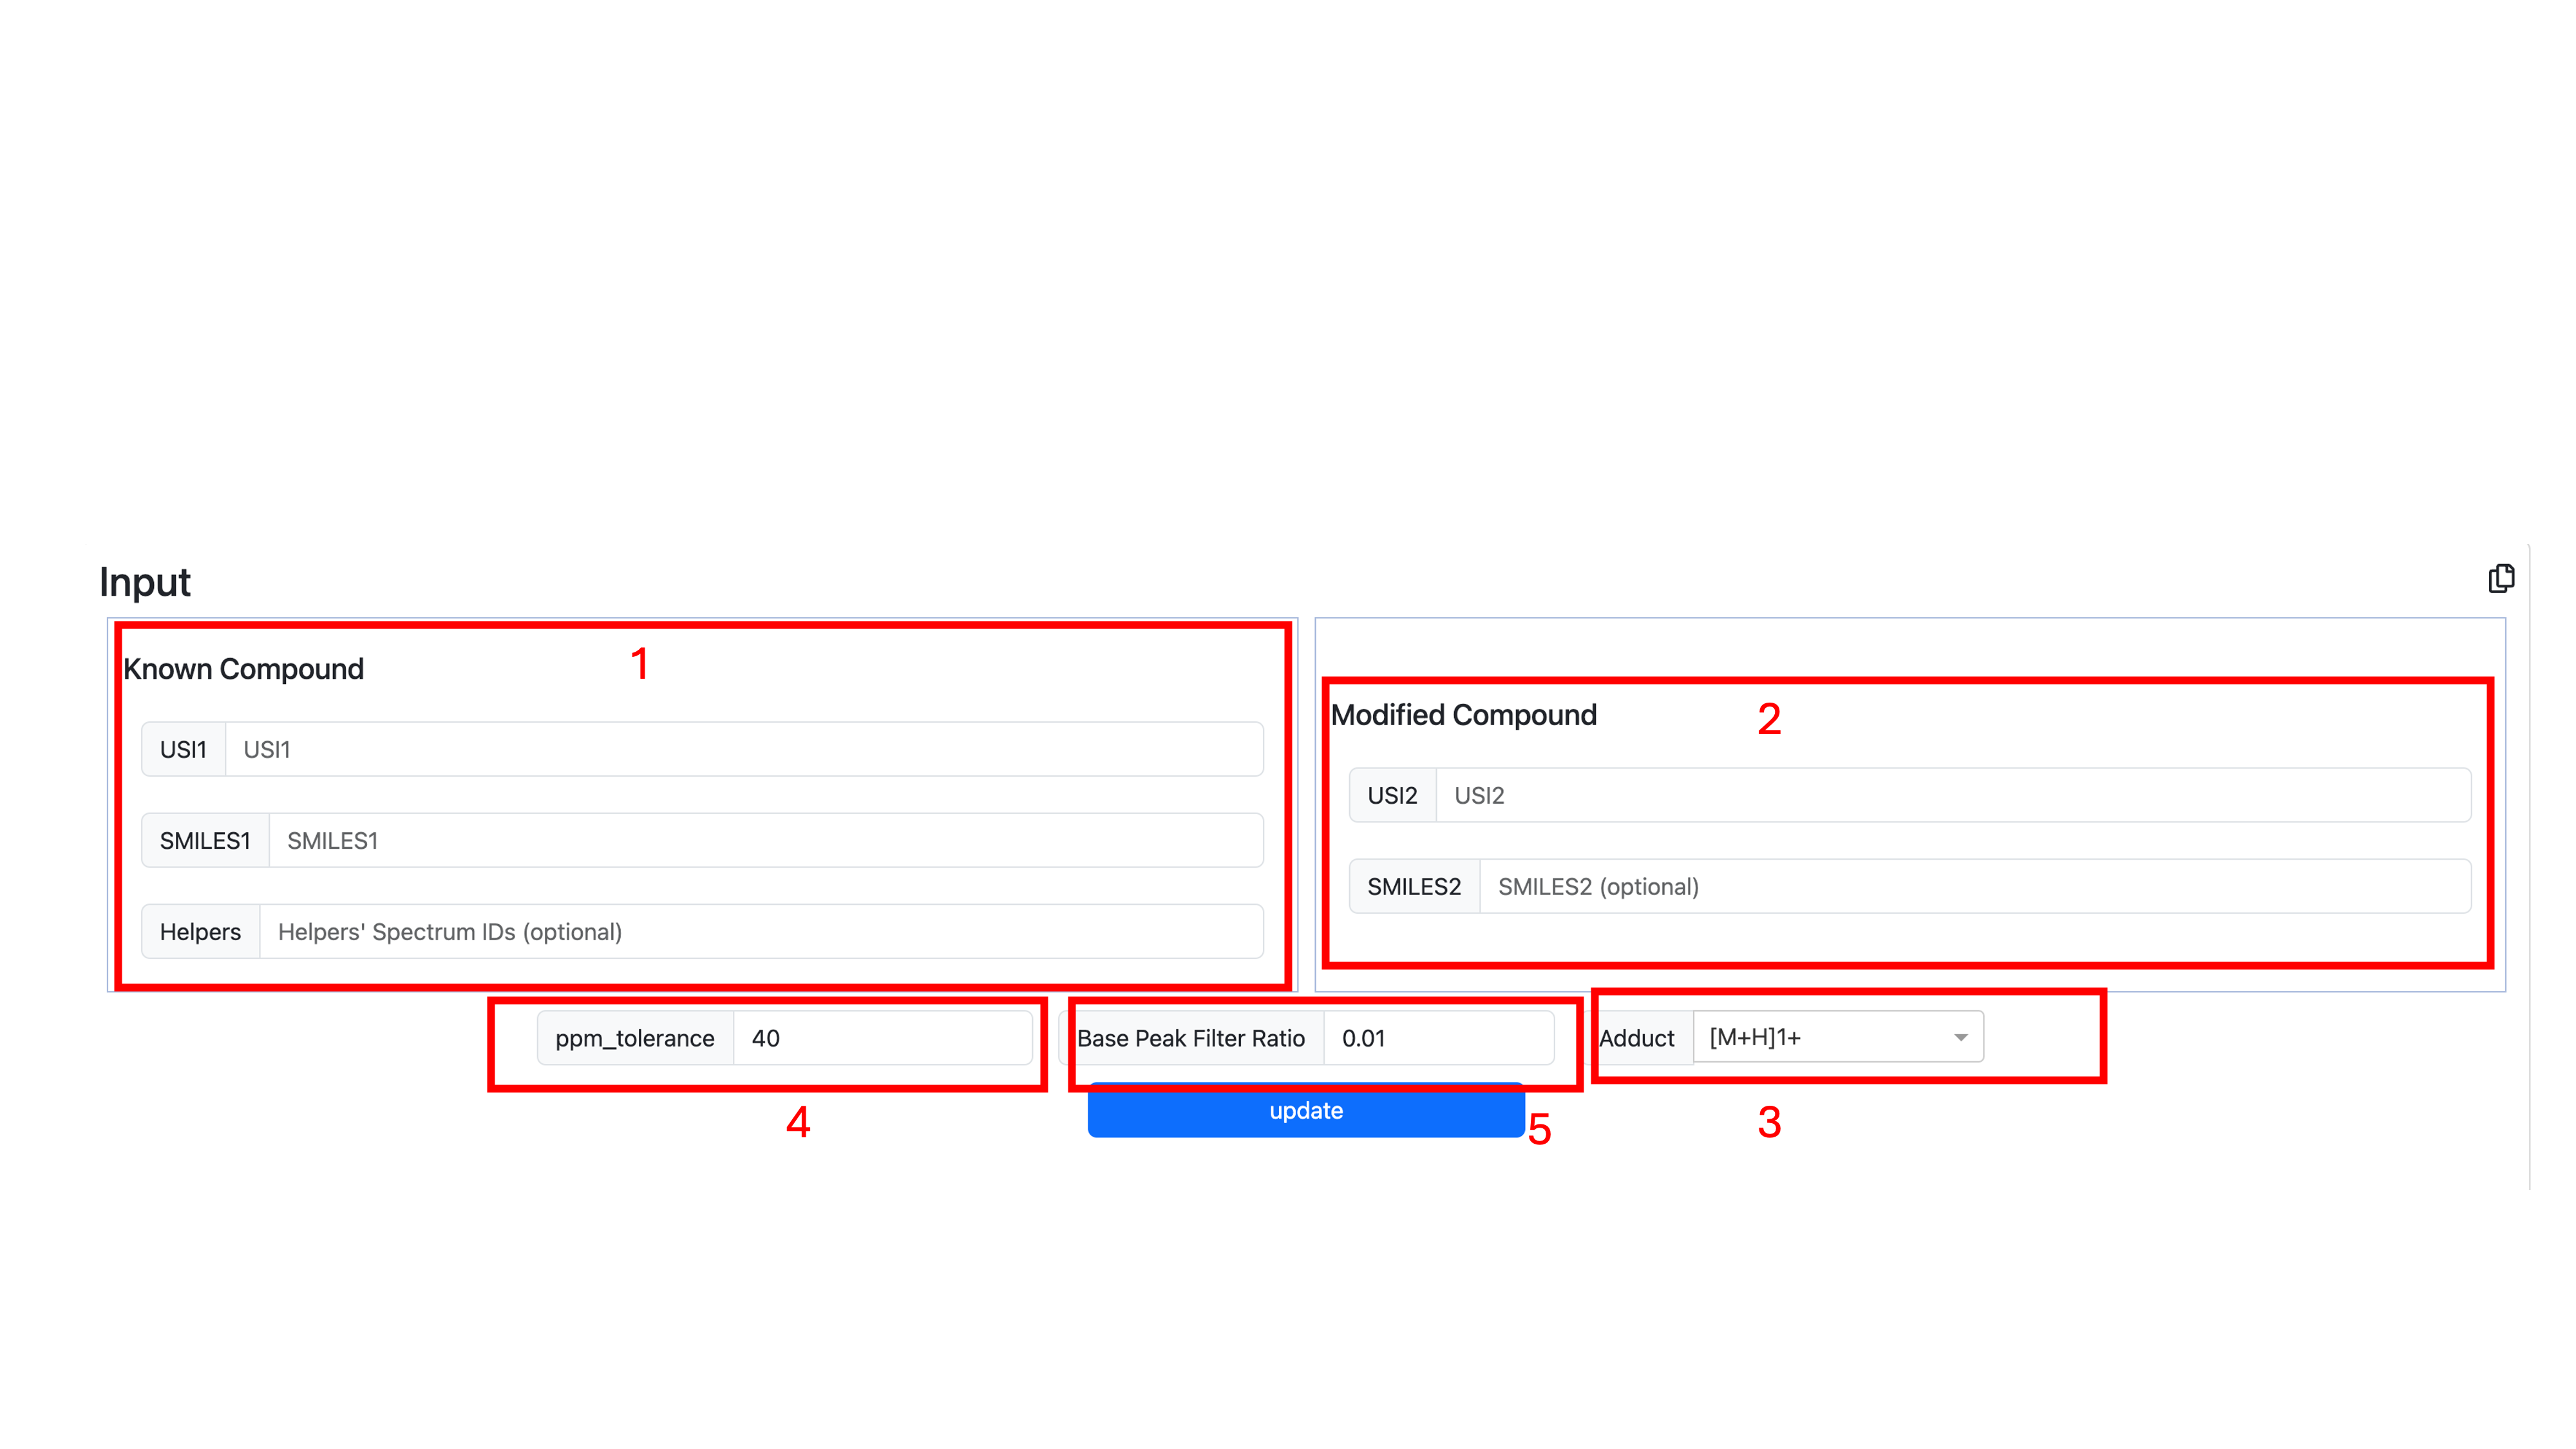 Input
Known Compound
1
USI1 USI1
SMILES1 SMILES1
Helpers Helpers' Spectrum IDs (optional)
Modified Compound
2
USI2 USI2
SMILES2 SMILES2 (optional)
ppm_tolerance 40
Base Peak Filter Ratio 0.01
Adduct [M+H]1+
update
4
5
3